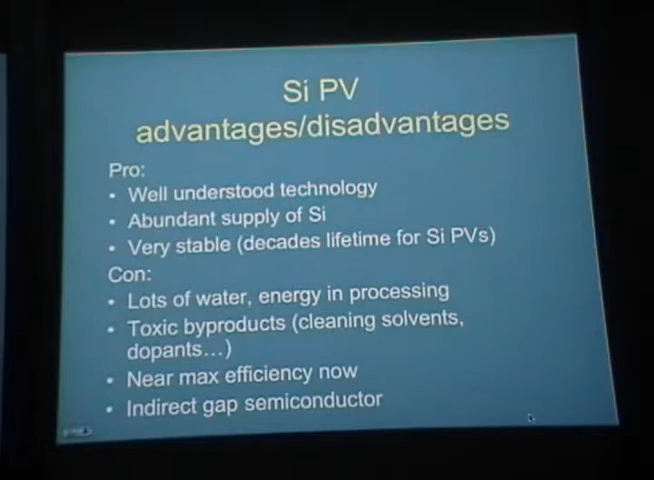 Si PV
advantages/disadvantages
Pro:
• Well understood technology
• Abundant supply of Si
• Very stable (decades lifetime for Si PVs)
Con:
• Lots of water, energy in processing
• Toxic byproducts (cleaning solvents,
dopants...)
• Near max efficiency now
• Indirect gap semiconductor